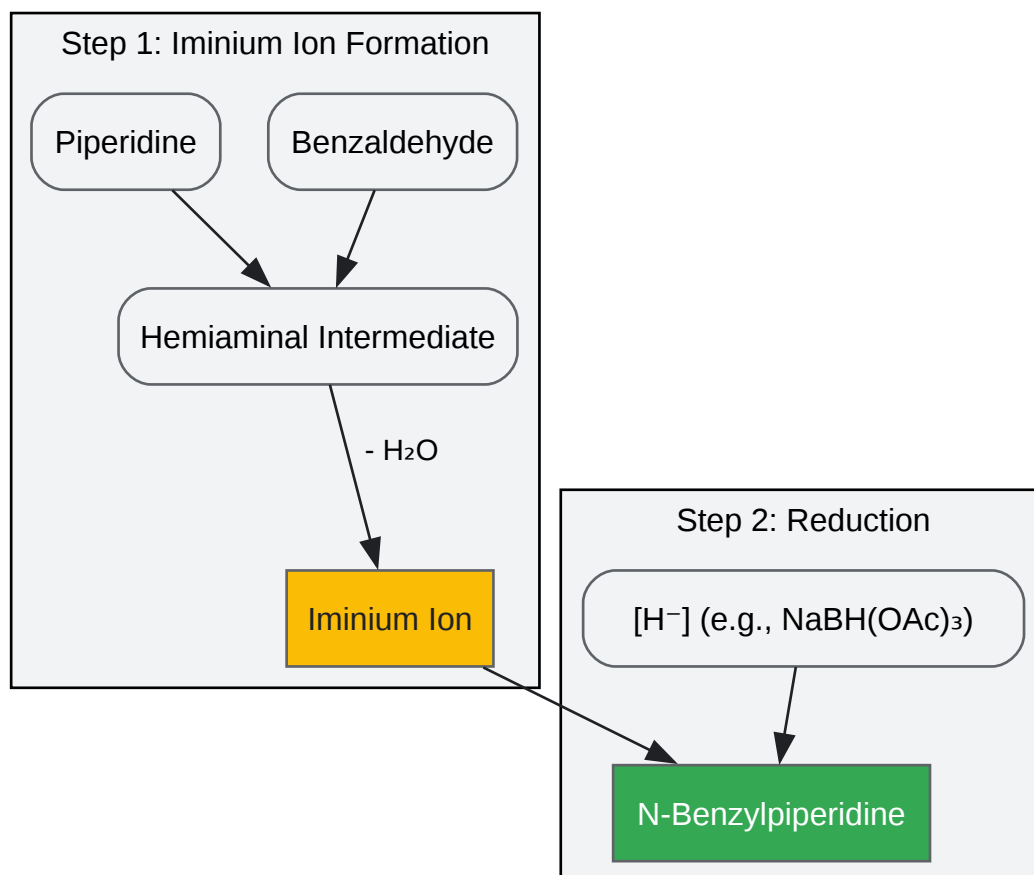 Step 1: Iminium Ion Formation
Piperidine
Benzaldehyde
Hemiaminal Intermediate
- H₂O
Iminium Ion
Step 2: Reduction
[H⁻] (e.g., NaBH(OAc)₃)
N-Benzylpiperidine